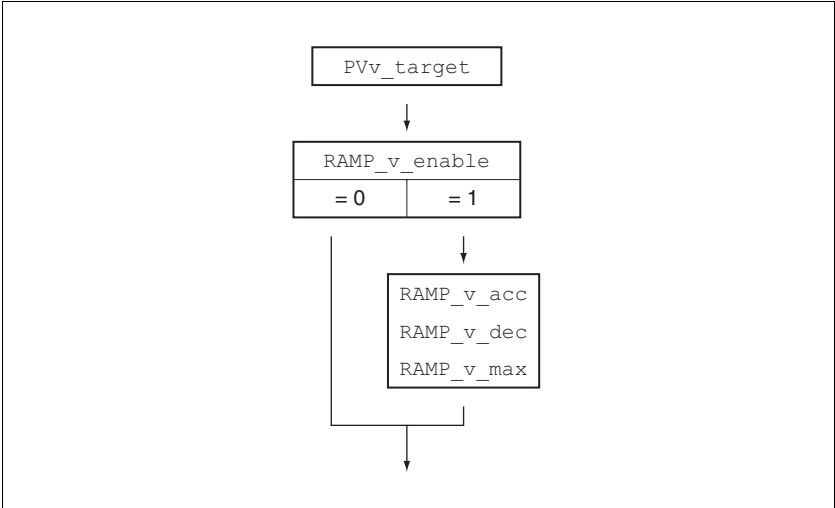 PVv_target
RAMP_v_enable
= 0 = 1
RAMP_v_acc
RAMP_v_dec
RAMP_v_max